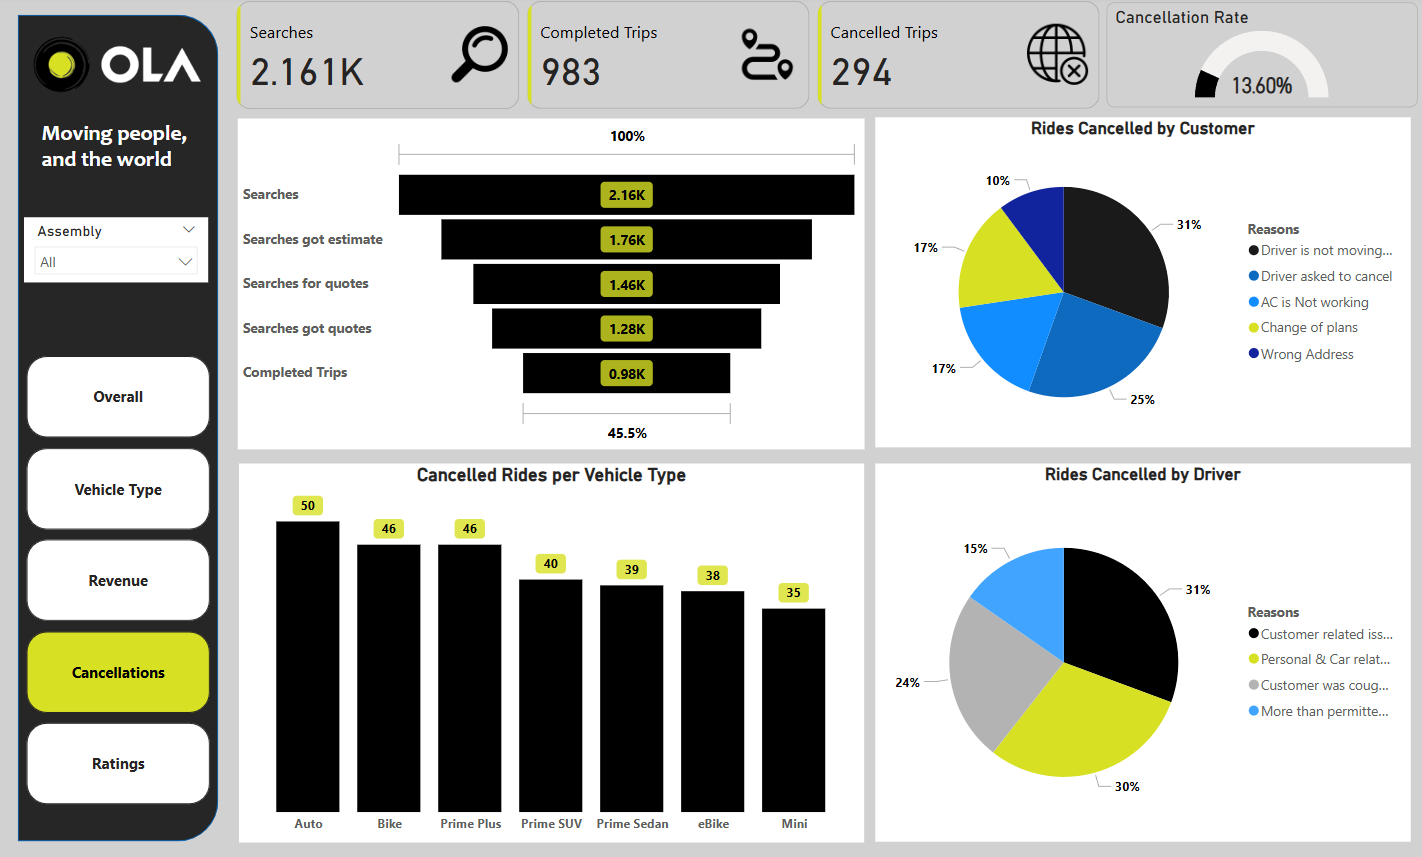 OLA
Moving people,
and the world
Assembly
All
Overall
Vehicle Type
Revenue
Cancellations
Ratings
Searches
2.161K
Completed Trips
983
Cancelled Trips
294
Cancellation Rate
13.60%
100%
Searches
2.16K
Searches got estimate
1.76K
Searches for quotes
1.46K
Searches got quotes
1.28K
Completed Trips
0.98K
45.5%
Rides Cancelled by Customer
10%
31%
17%
17%
25%
Reasons
Driver is not moving...
Driver asked to cancel
AC is Not working
Change of plans
Wrong Address
Cancelled Rides per Vehicle Type
50
46
46
40
39
38
35
Auto
Bike
Prime Plus
Prime SUV
Prime Sedan
eBike
Mini
Rides Cancelled by Driver
15%
31%
24%
30%
Reasons
Customer related iss...
Personal & Car relat...
Customer was coug...
More than permitte...